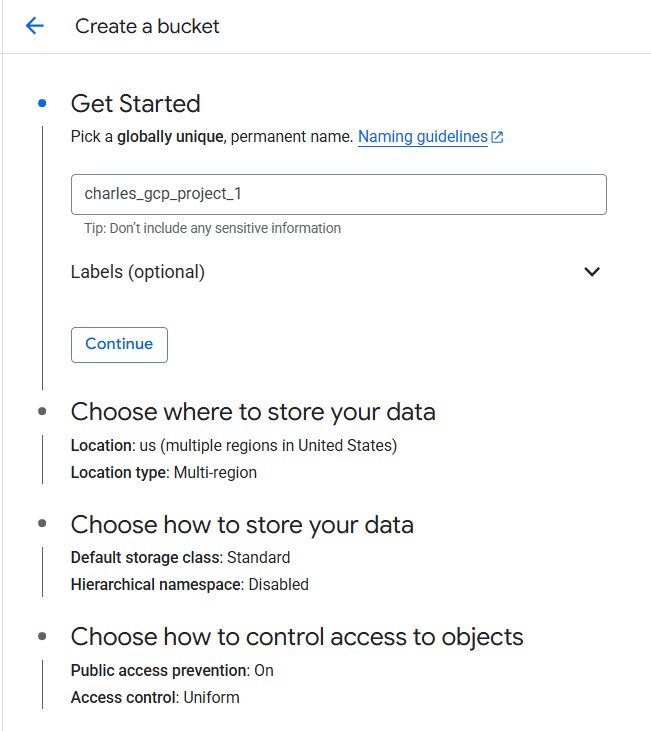 Create a bucket
Get Started
Pick a globally unique, permanent name. Naming guidelines
charles_gcp_project_1
Tip: Don’t include any sensitive information
Labels (optional)
Continue
Choose where to store your data
Location: us (multiple regions in United States)
Location type: Multi-region
Choose how to store your data
Default storage class: Standard
Hierarchical namespace: Disabled
Choose how to control access to objects
Public access prevention: On
Access control: Uniform